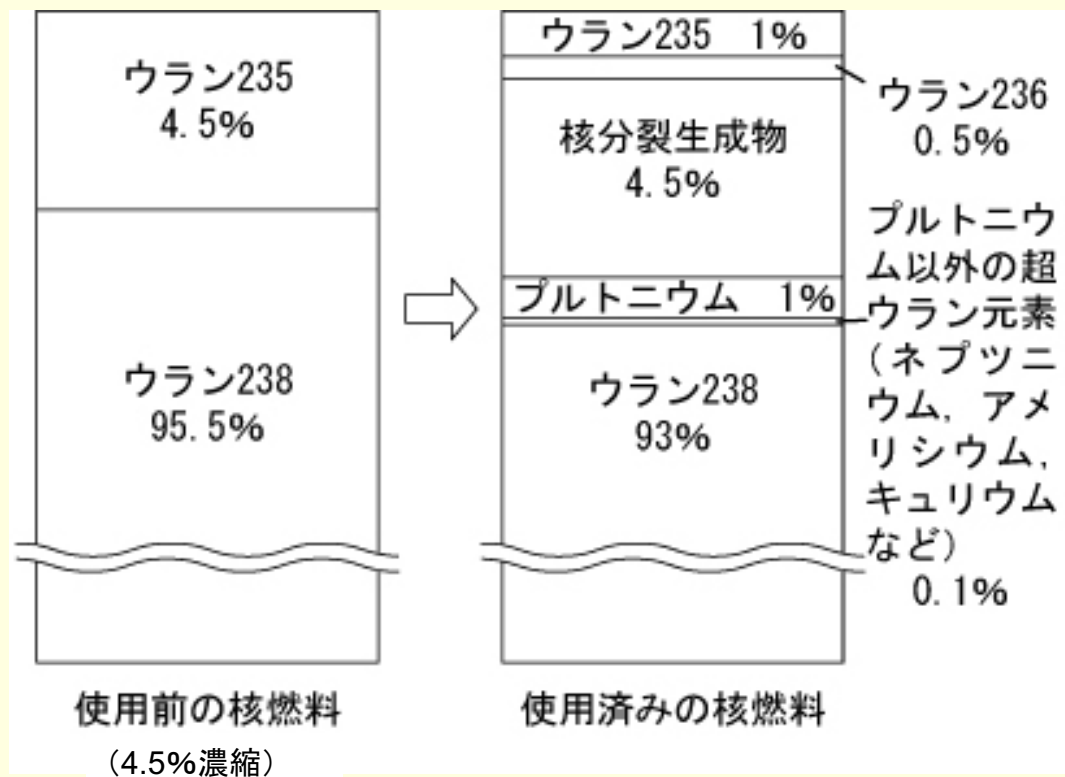 ウラン235
4.5%
ウラン238
95.5%
使用前の核燃料
（4.5%濃縮）
ウラン235 1%
ウラン236
0.5%
核分裂生成物
4.5%
プルトニウム 1%
プルトニウ
ム以外の超
ウラン元素
(ネプツニ
ウム，アメ
リシウム，
キュリウム
など)
0.1%
ウラン238
93%
使用済みの核燃料